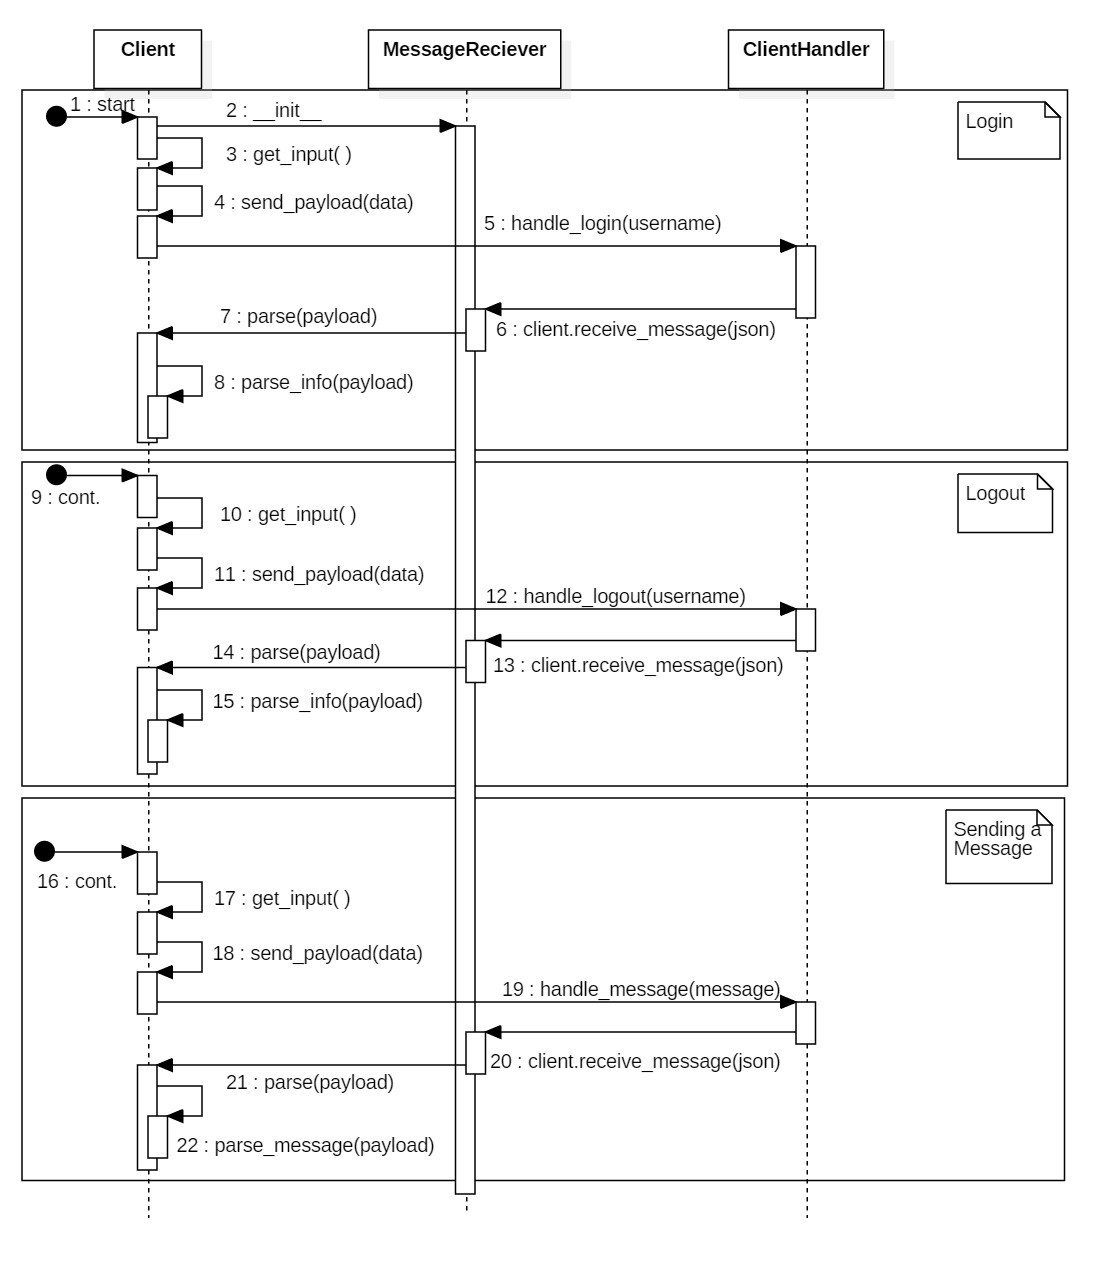 Client
MessageReciever
ClientHandler
1 : start
2 : __init__
Login
3 : get_input( )
4 : send_payload(data)
5 : handle_login(username)
7 : parse(payload)
6 : client.receive_message(json)
8 : parse_info(payload)
9 : cont.
Logout
10 : get_input( )
11 : send_payload(data)
12 : handle_logout(username)
14 : parse(payload)
13 : client.receive_message(json)
15 : parse_info(payload)
Sending a
Message
16 : cont.
17 : get_input( )
18 : send_payload(data)
19 : handle_message(message)
20 : client.receive_message(json)
21 : parse(payload)
22 : parse_message(payload)